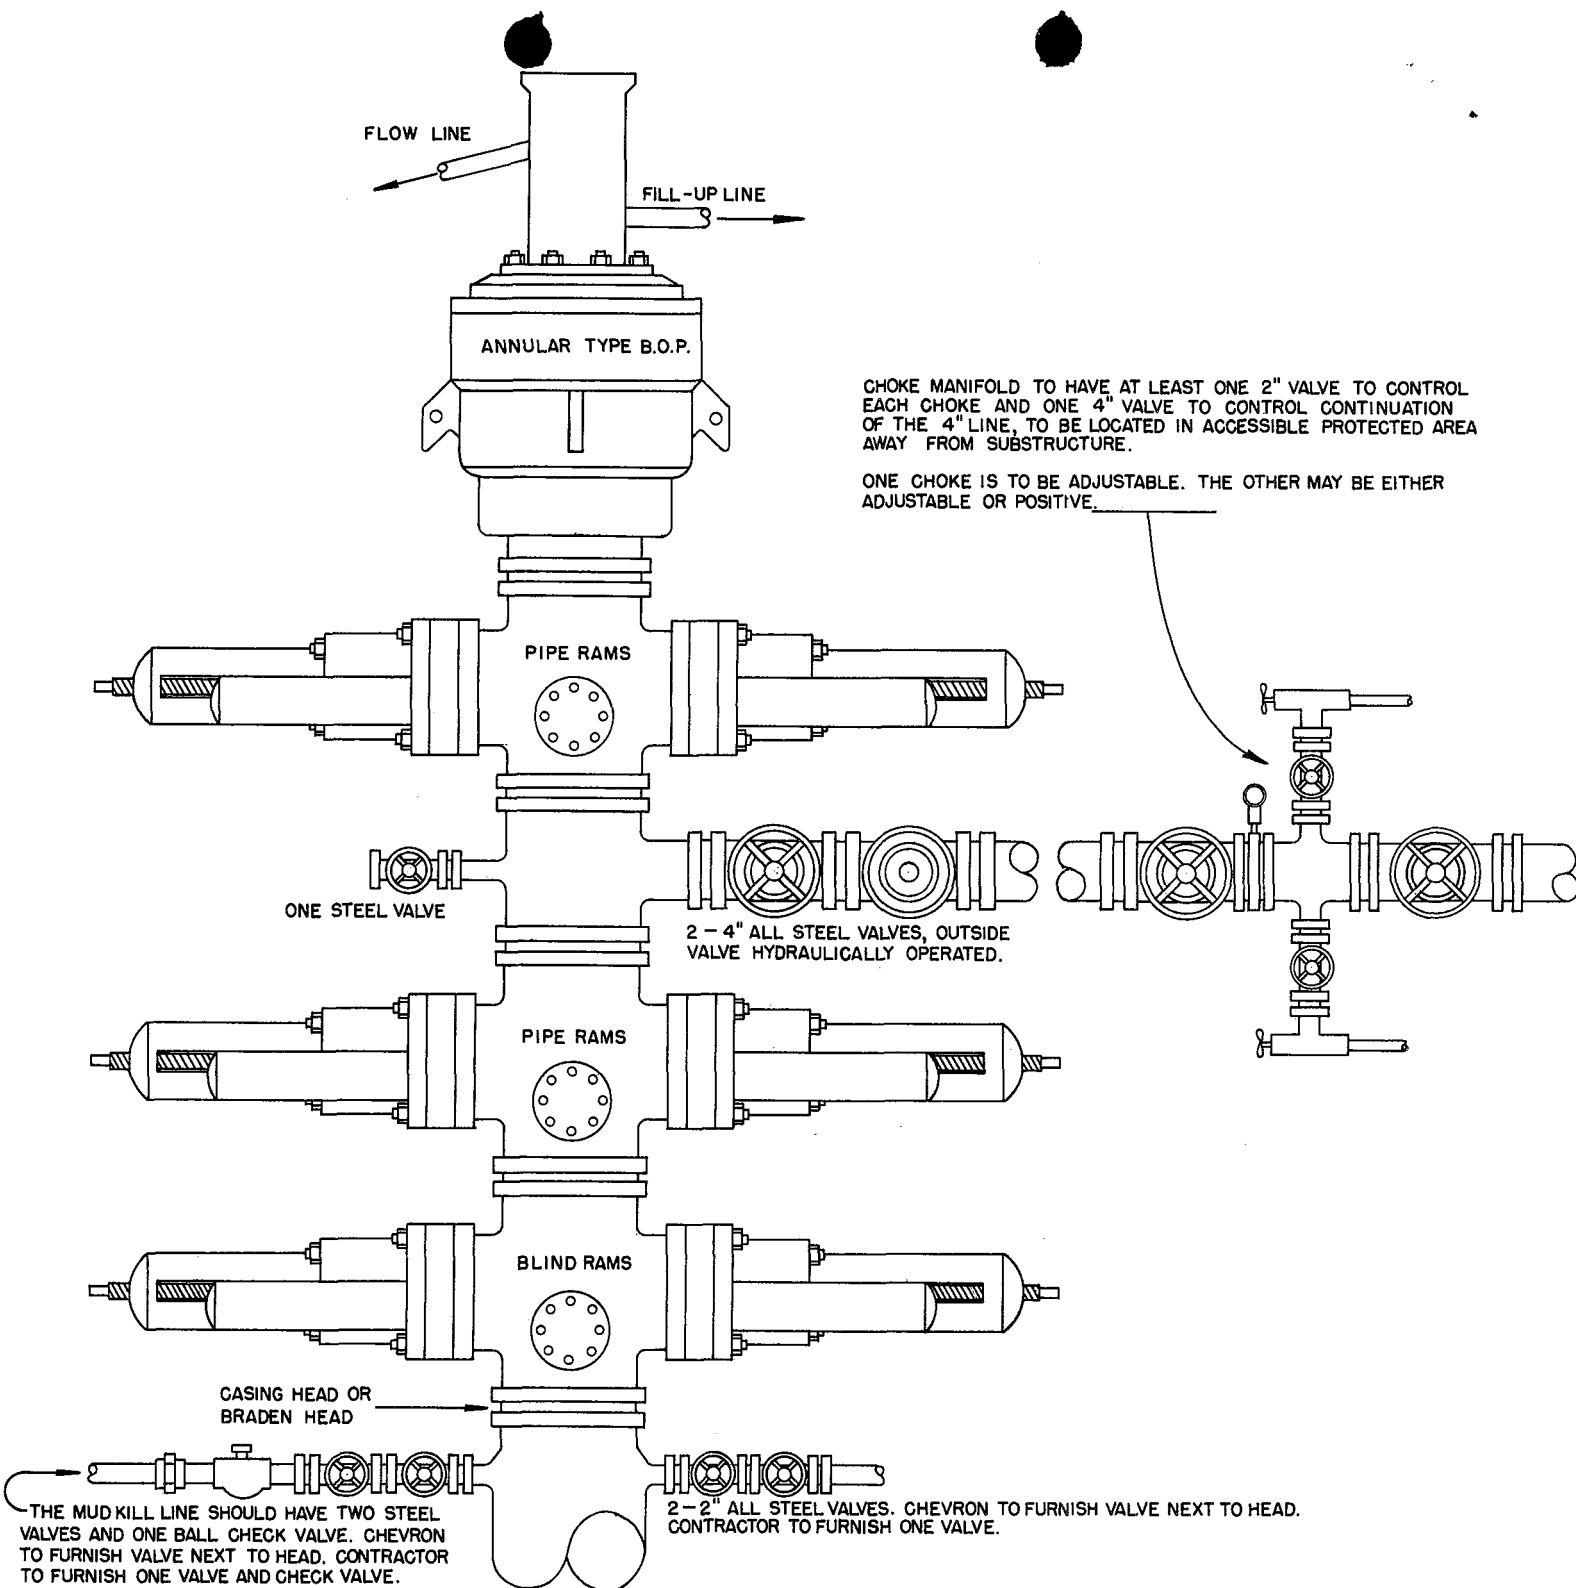 FLOW LINE
FILL-UP LINE
ANNULAR TYPE B.O.P.
CHOKE MANIFOLD TO HAVE AT LEAST ONE 2" VALVE TO CONTROL
EACH CHOKE AND ONE 4" VALVE TO CONTROL CONTINUATION
OF THE 4" LINE, TO BE LOCATED IN ACCESSIBLE PROTECTED AREA
AWAY FROM SUBSTRUCTURE.
ONE CHOKE IS TO BE ADJUSTABLE. THE OTHER MAY BE EITHER
ADJUSTABLE OR POSITIVE.
PIPE RAMS
ONE STEEL VALVE
2 - 4" ALL STEEL VALVES, OUTSIDE
VALVE HYDRAULICALLY OPERATED.
PIPE RAMS
BLIND RAMS
CASING HEAD OR
BRADEN HEAD
THE MUD KILL LINE SHOULD HAVE TWO STEEL
VALVES AND ONE BALL CHECK VALVE. CHEVRON
TO FURNISH VALVE NEXT TO HEAD. CONTRACTOR
TO FURNISH ONE VALVE AND CHECK VALVE.
2-2" ALL STEEL VALVES. CHEVRON TO FURNISH VALVE NEXT TO HEAD.
CONTRACTOR TO FURNISH ONE VALVE.